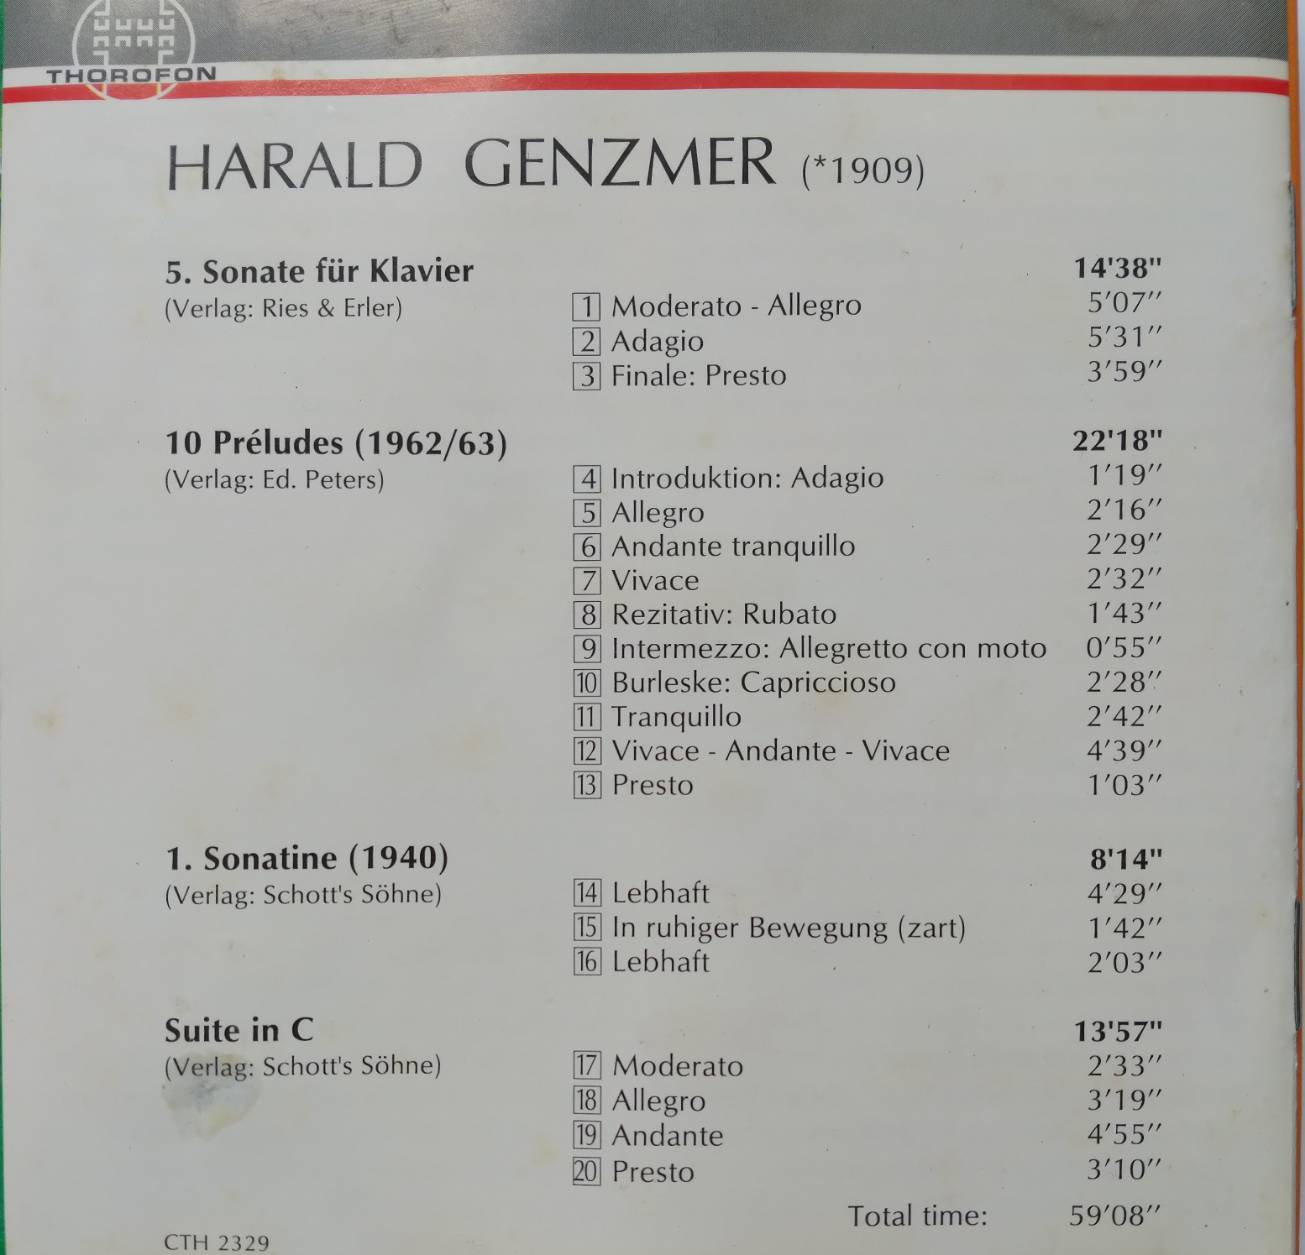 THOROFON
HARALD GENZMER (*1909)
5. Sonate für Klavier 14'38"
(Verlag: Ries & Erler) 1 Moderato - Allegro 5′07′′
2 Adagio 5′31′′
3 Finale: Presto 3′59′′
10 Préludes (1962/63) 22'18"
(Verlag: Ed. Peters) 4 Introduktion: Adagio 1′19′′
5 Allegro 2′16′′
6 Andante tranquillo 2′29′′
7 Vivace 2′32′′
8 Rezitativ: Rubato 1′43′′
9 Intermezzo: Allegretto con moto 0′55′′
10 Burleske: Capriccioso 2′28′′
11 Tranquillo 2′42′′
12 Vivace - Andante - Vivace 4′39′′
13 Presto 1′03′′
1. Sonatine (1940) 8'14"
(Verlag: Schott's Söhne) 14 Lebhaft 4′29′′
15 In ruhiger Bewegung (zart) 1′42′′
16 Lebhaft 2′03′′
Suite in C 13'57"
(Verlag: Schott's Söhne) 17 Moderato 2′33′′
18 Allegro 3′19′′
19 Andante 4′55′′
20 Presto 3′10′′
Total time: 59′08′′
CTH 2329